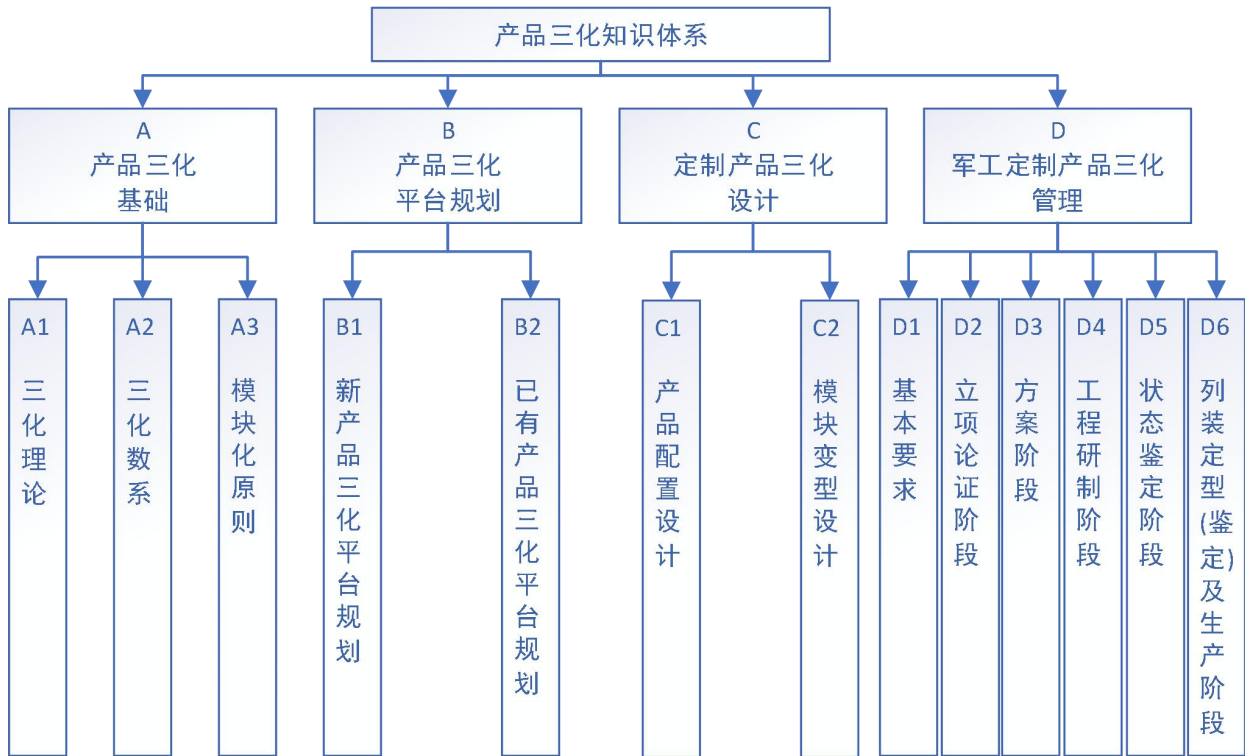 产品三化知识体系
A
产品三化
基础
B
产品三化
平台规划
C
定制产品三化
设计
D
军工定制产品三化
管理
A1
三化理论
A2
三化数系
A3
模块化原则
B1
新产品三化平台规划
B2
已有产品三化平台规划
C1
产品配置设计
C2
模块变型设计
D1
基本要求
D2
立项论证阶段
D3
方案阶段
D4
工程研制阶段
D5
状态鉴定阶段
D6
列装定型(鉴定)及生产阶段